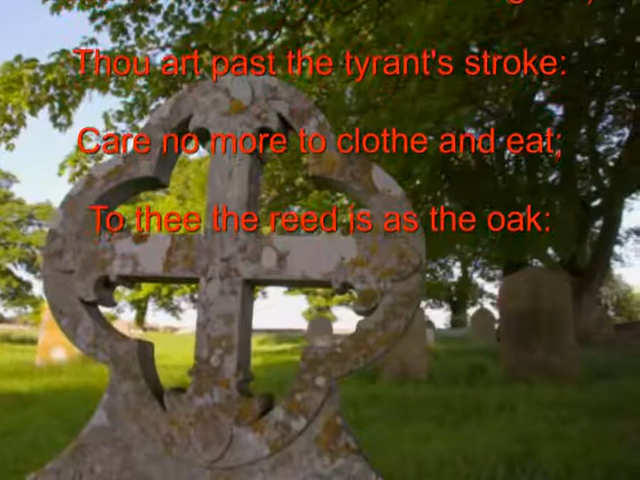 Thou art past the tyrant's stroke:
Care no more to clothe and eat;
To thee the reed is as the oak: